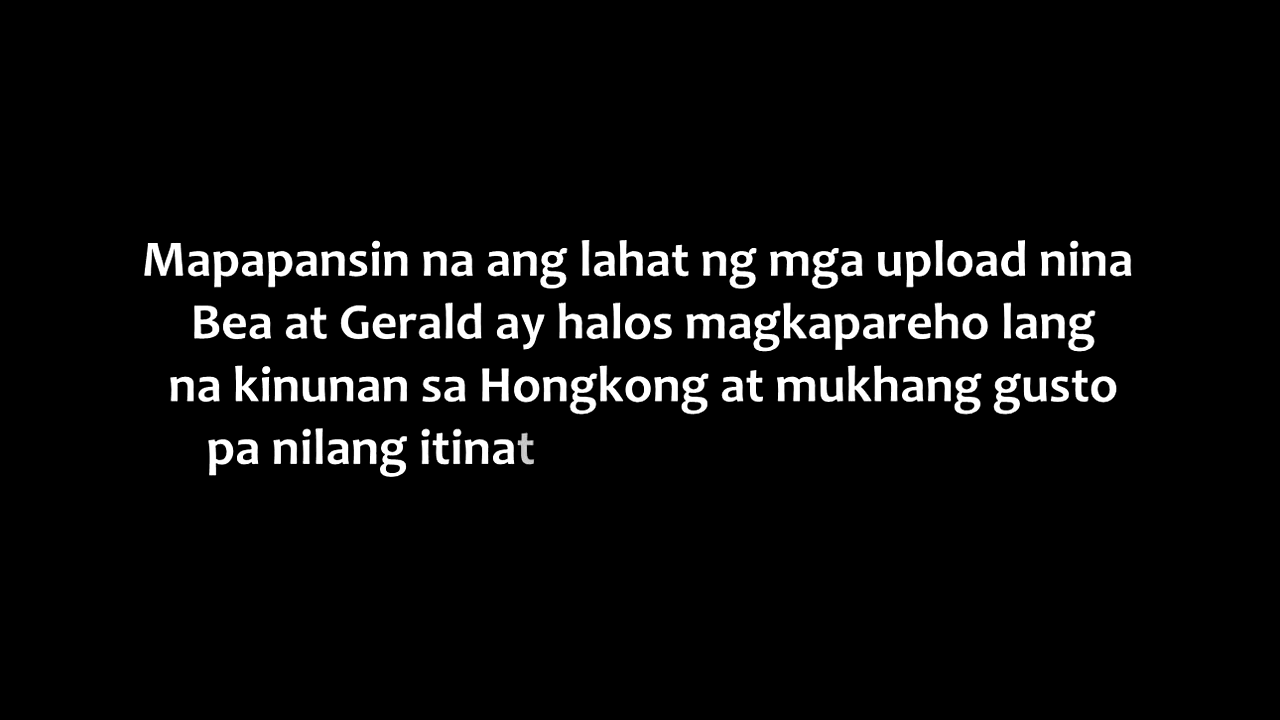 Mapapansin na ang lahat ng mga upload nina
Bea at Gerald ay halos magkapareho lang
na kinunan sa Hongkong at mukhang gusto
pa nilang itinat